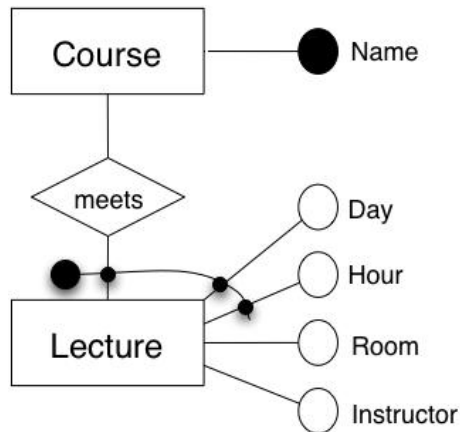 Course
Name
meets
Day
Hour
Lecture
Room
Instructor